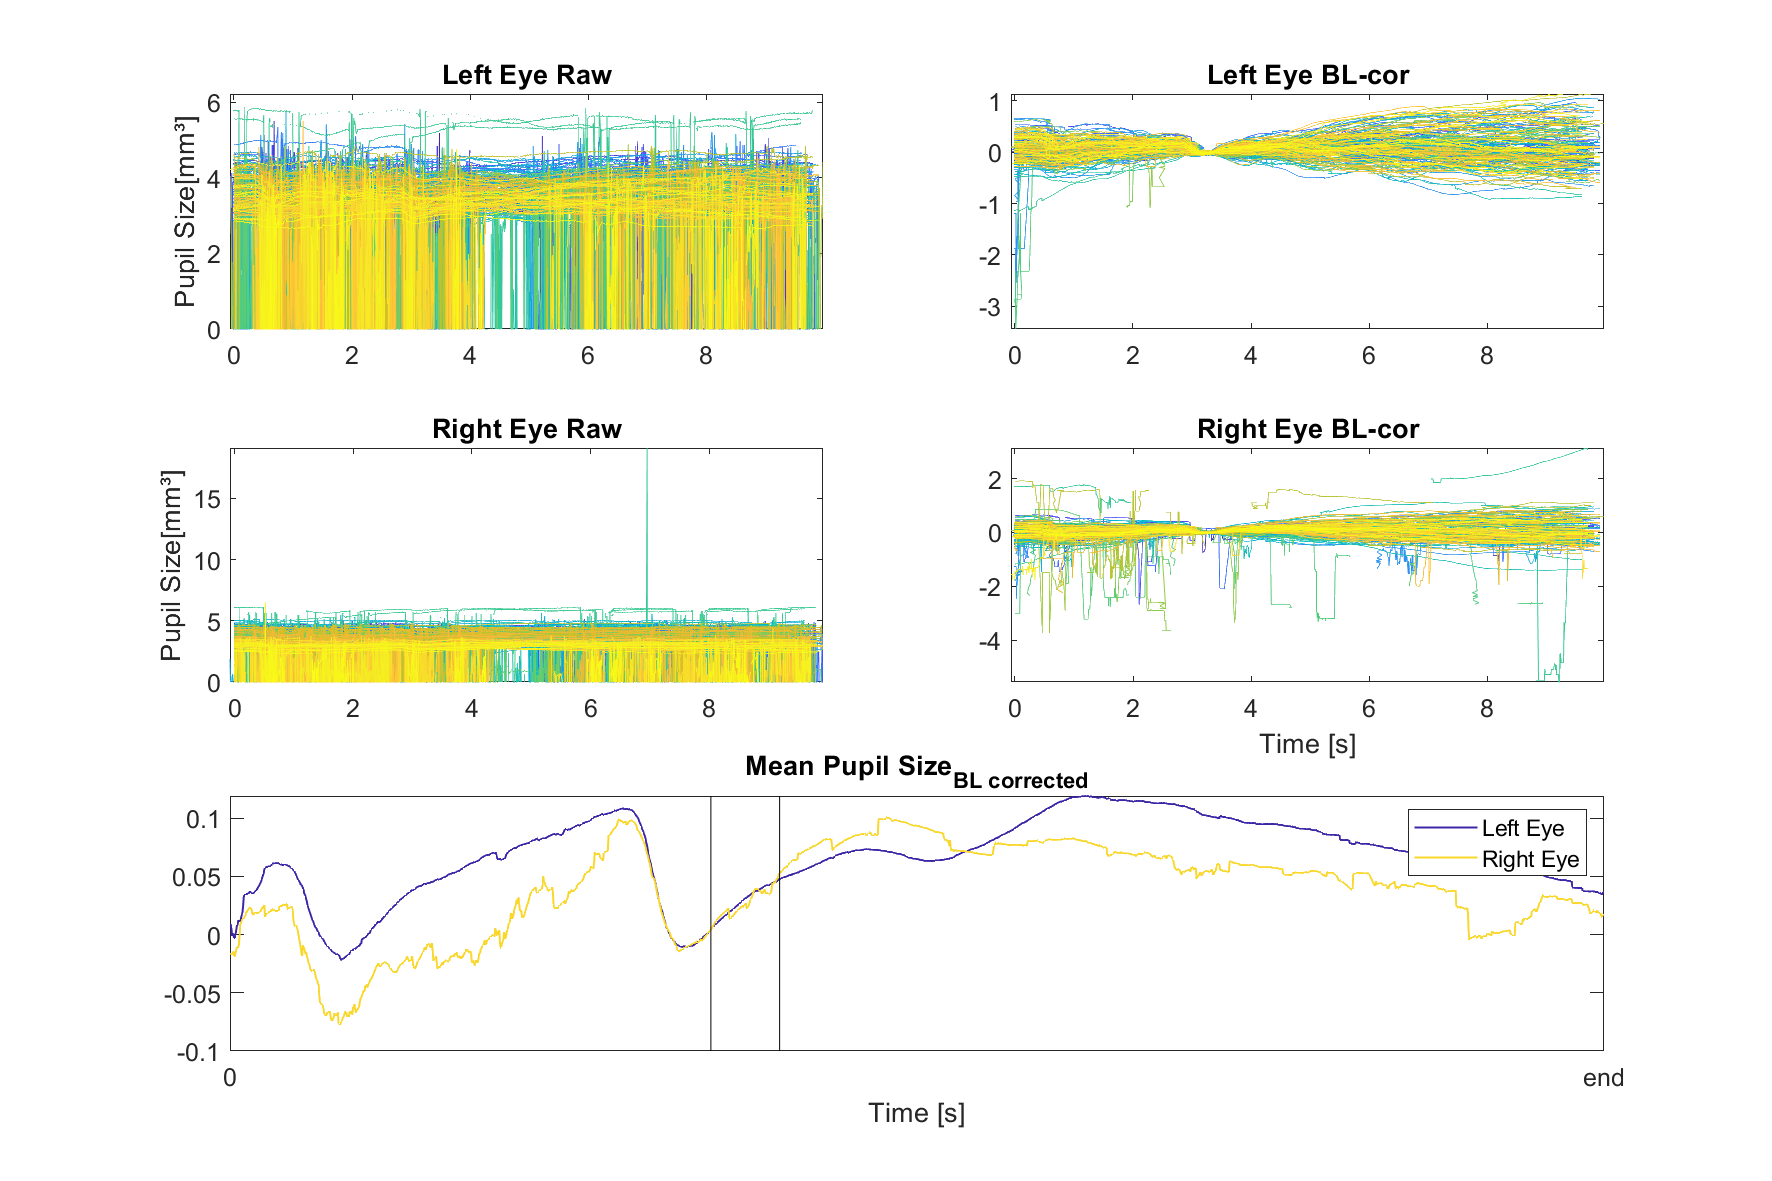 Left Eye Raw
Left Eye BL-cor
Pupil Size[mm³]
6
4
2
0
0 2 4 6 8
1
0
-1
-2
-3
0 2 4 6 8
Right Eye Raw
Right Eye BL-cor
Pupil Size[mm³]
15
10
5
0
0 2 4 6 8
2
0
-2
-4
0 2 4 6 8
Time [s]
Mean Pupil Size BL corrected
0.1
0.05
0
-0.05
-0.1
Left Eye
Right Eye
0 end
Time [s]